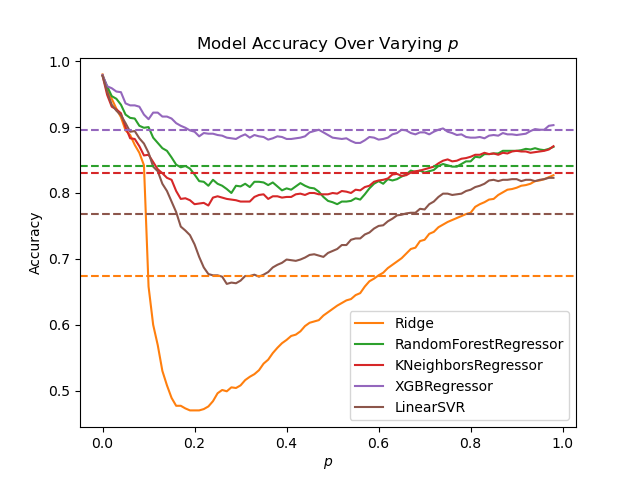 Model Accuracy Over Varying p
Accuracy
1.0
0.9
0.8
0.7
0.6
0.5
0.0
0.2
0.4
0.6
0.8
1.0
p
Ridge
RandomForestRegressor
KNeighborsRegressor
XGBRegressor
LinearSVR